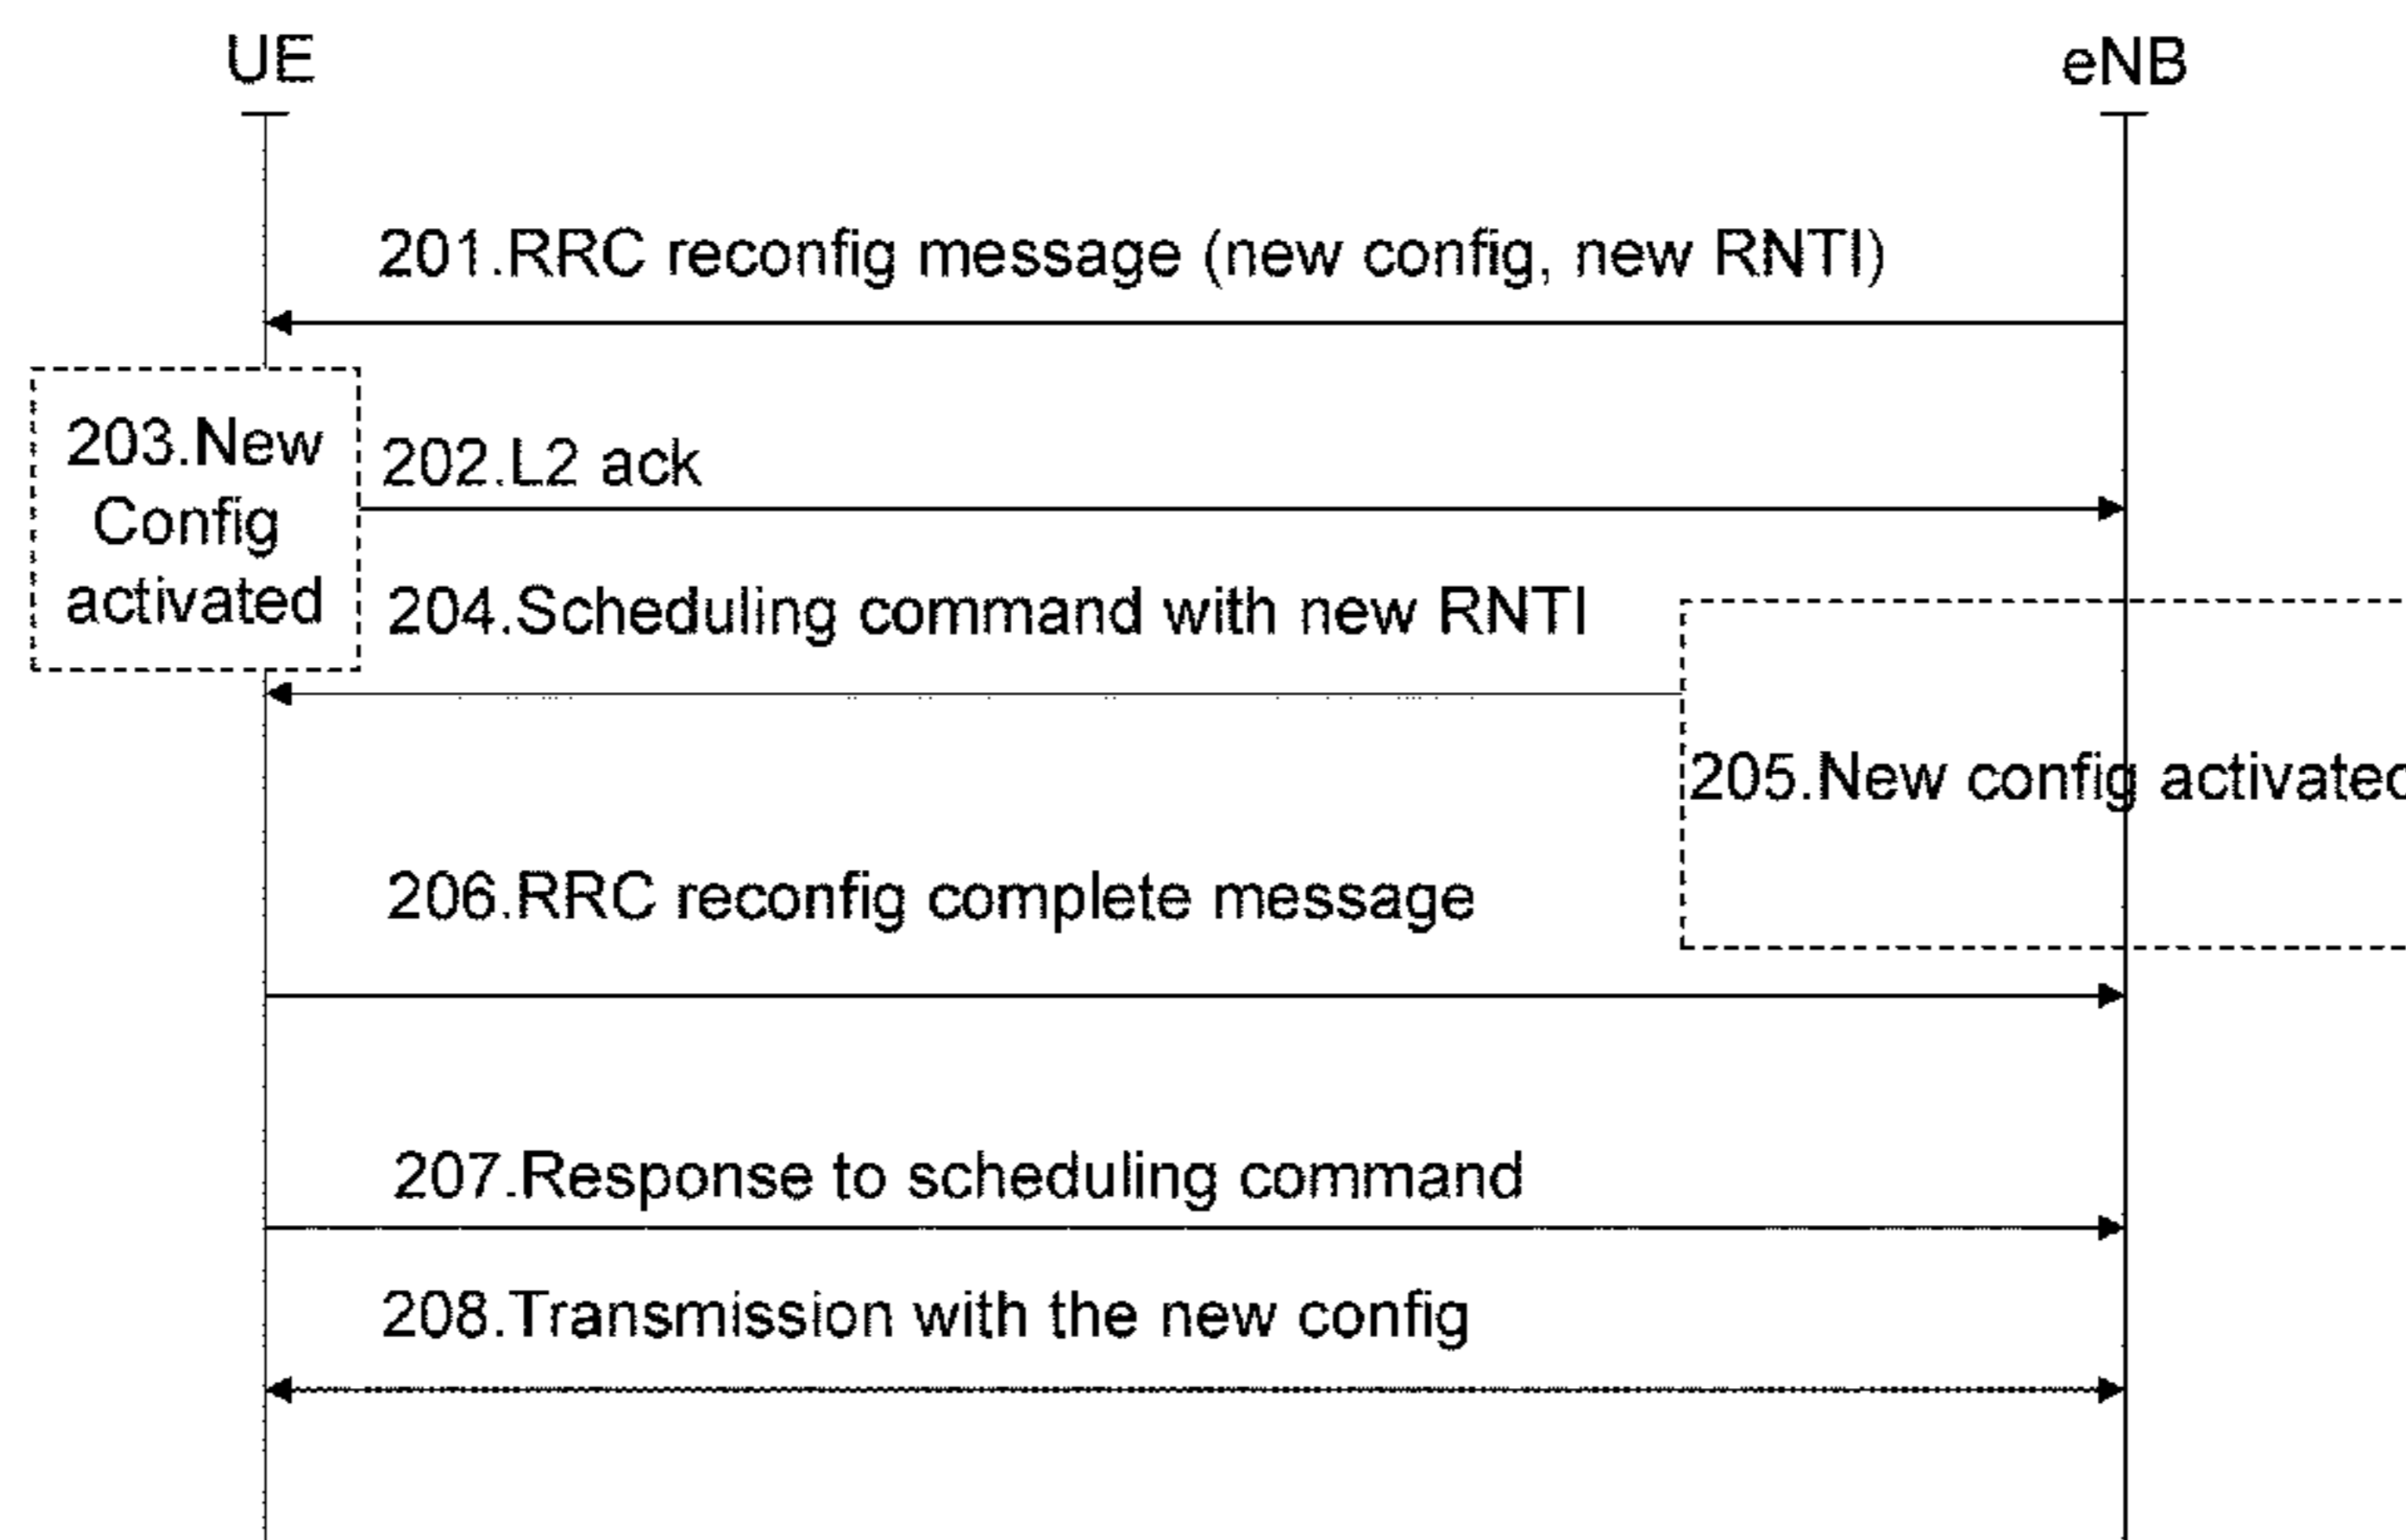 UE
eNB
201.RRC reconfig message (new config, new RNTI)
203.New
Config
activated
202.L2 ack
204.Scheduling command with new RNTI
205.New config activated
206.RRC reconfig complete message
207.Response to scheduling command
208.Transmission with the new config